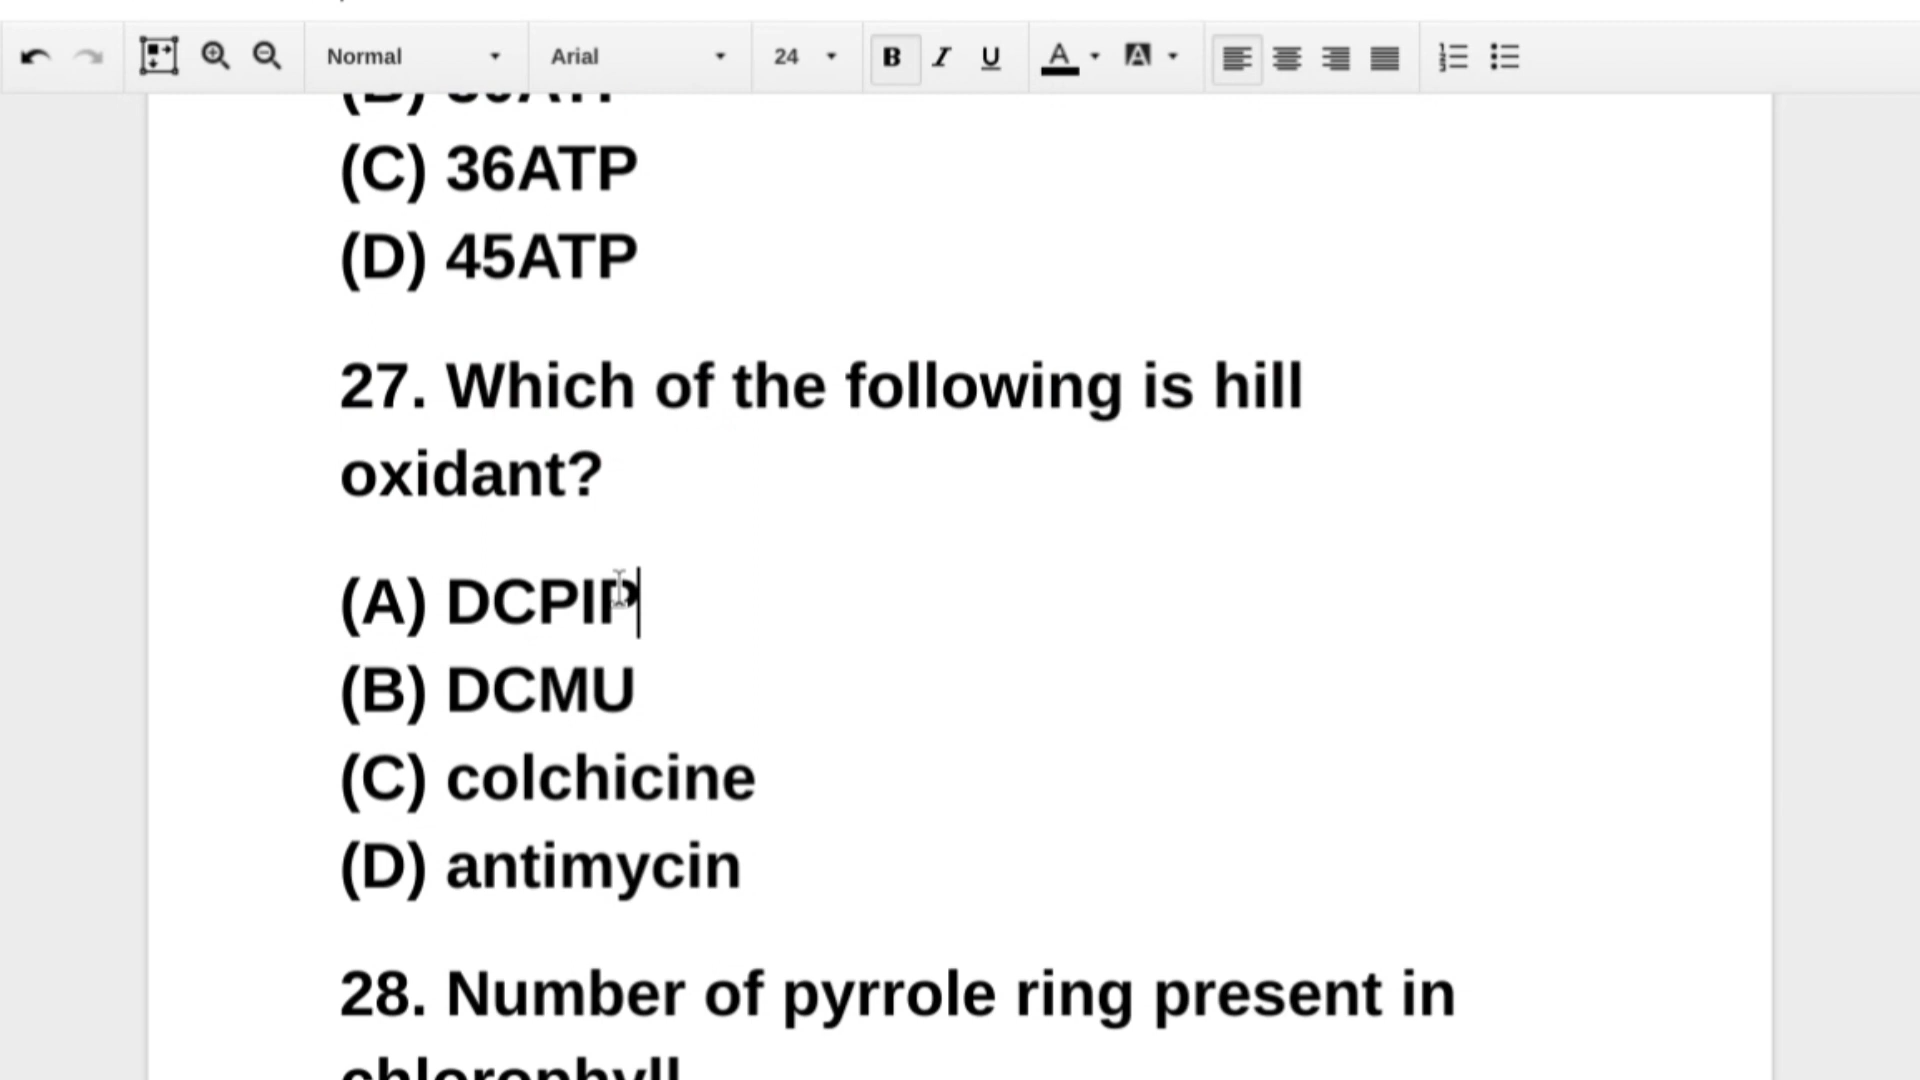 Normal Arial 24 B I U A A
(C) 36ATP
(D) 45ATP
27. Which of the following is hill
oxidant?
(A) DCPIP
(B) DCMU
(C) colchicine
(D) antimycin
28. Number of pyrrole ring present in
chlorophyll